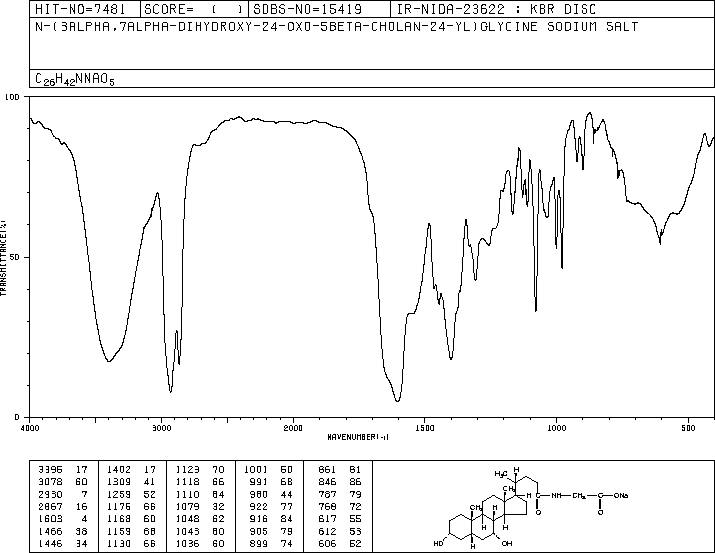 HIT-NO=7481 SCORE= ( ) SDBS-NO=15419 IR-NIDA-23622 : KBR DISC
N-(3ALPHA,7ALPHA-DIHYDROXY-24-OXO-5BETA-CHOLAN-24-YL)GLYCINE SODIUM SALT
C26H42NNAO5
100
50
0
TRANSMITTANCE(%)
4000 3000 2000 1500 1000 500
WAVENUMBER(-1)
3396 17 1402 17 1123 70 1001 50 861 81
3078 60 1309 41 1118 66 991 68 846 86
2930 7 1259 52 1110 64 980 44 787 79
2867 16 1176 66 1079 32 922 77 768 72
1603 4 1168 60 1048 62 916 84 617 55
1466 38 1159 68 1043 60 905 79 612 53
1446 34 1130 66 1036 60 899 74 606 52
H3C H
CH3
H C NH CH2 C ONa
CH3 O O
H
H H
HO H OH